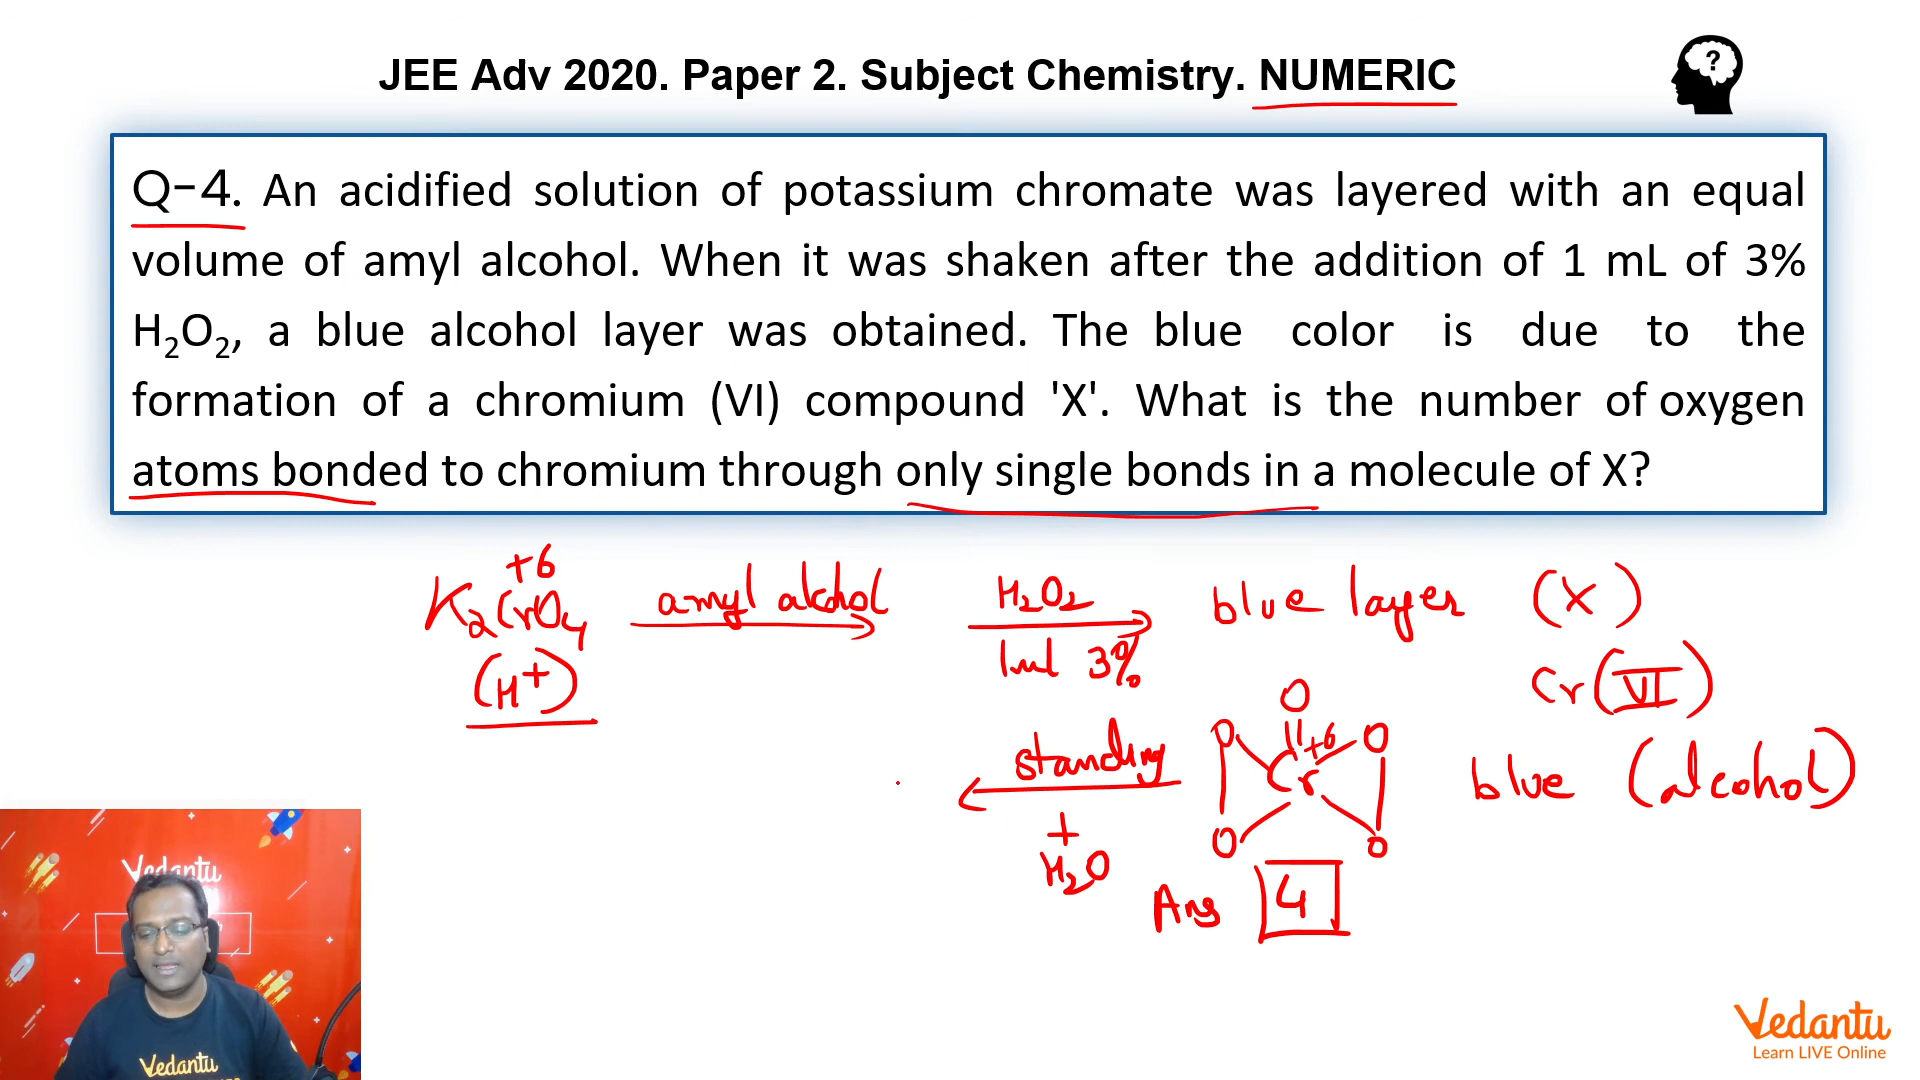 JEE Adv 2020. Paper 2. Subject Chemistry. NUMERIC
?
Q-4. An acidified solution of potassium chromate was layered with an equal
volume of amyl alcohol. When it was shaken after the addition of 1 mL of 3%
H₂O₂, a blue alcohol layer was obtained. The blue color is due to the
formation of a chromium (VI) compound 'X'. What is the number of oxygen
atoms bonded to chromium through only single bonds in a molecule of X?
+6
K₂CrO₄ amyl alcohol H₂O₂ blue layer (X)
(H⁺) 1ml 3% Cr(VI)
O
O +6 O
standing Cr blue (alcohol)
+ O O
H₂O
Ans 4
Vedantu
Vedantu
Vedantu
Learn LIVE Online